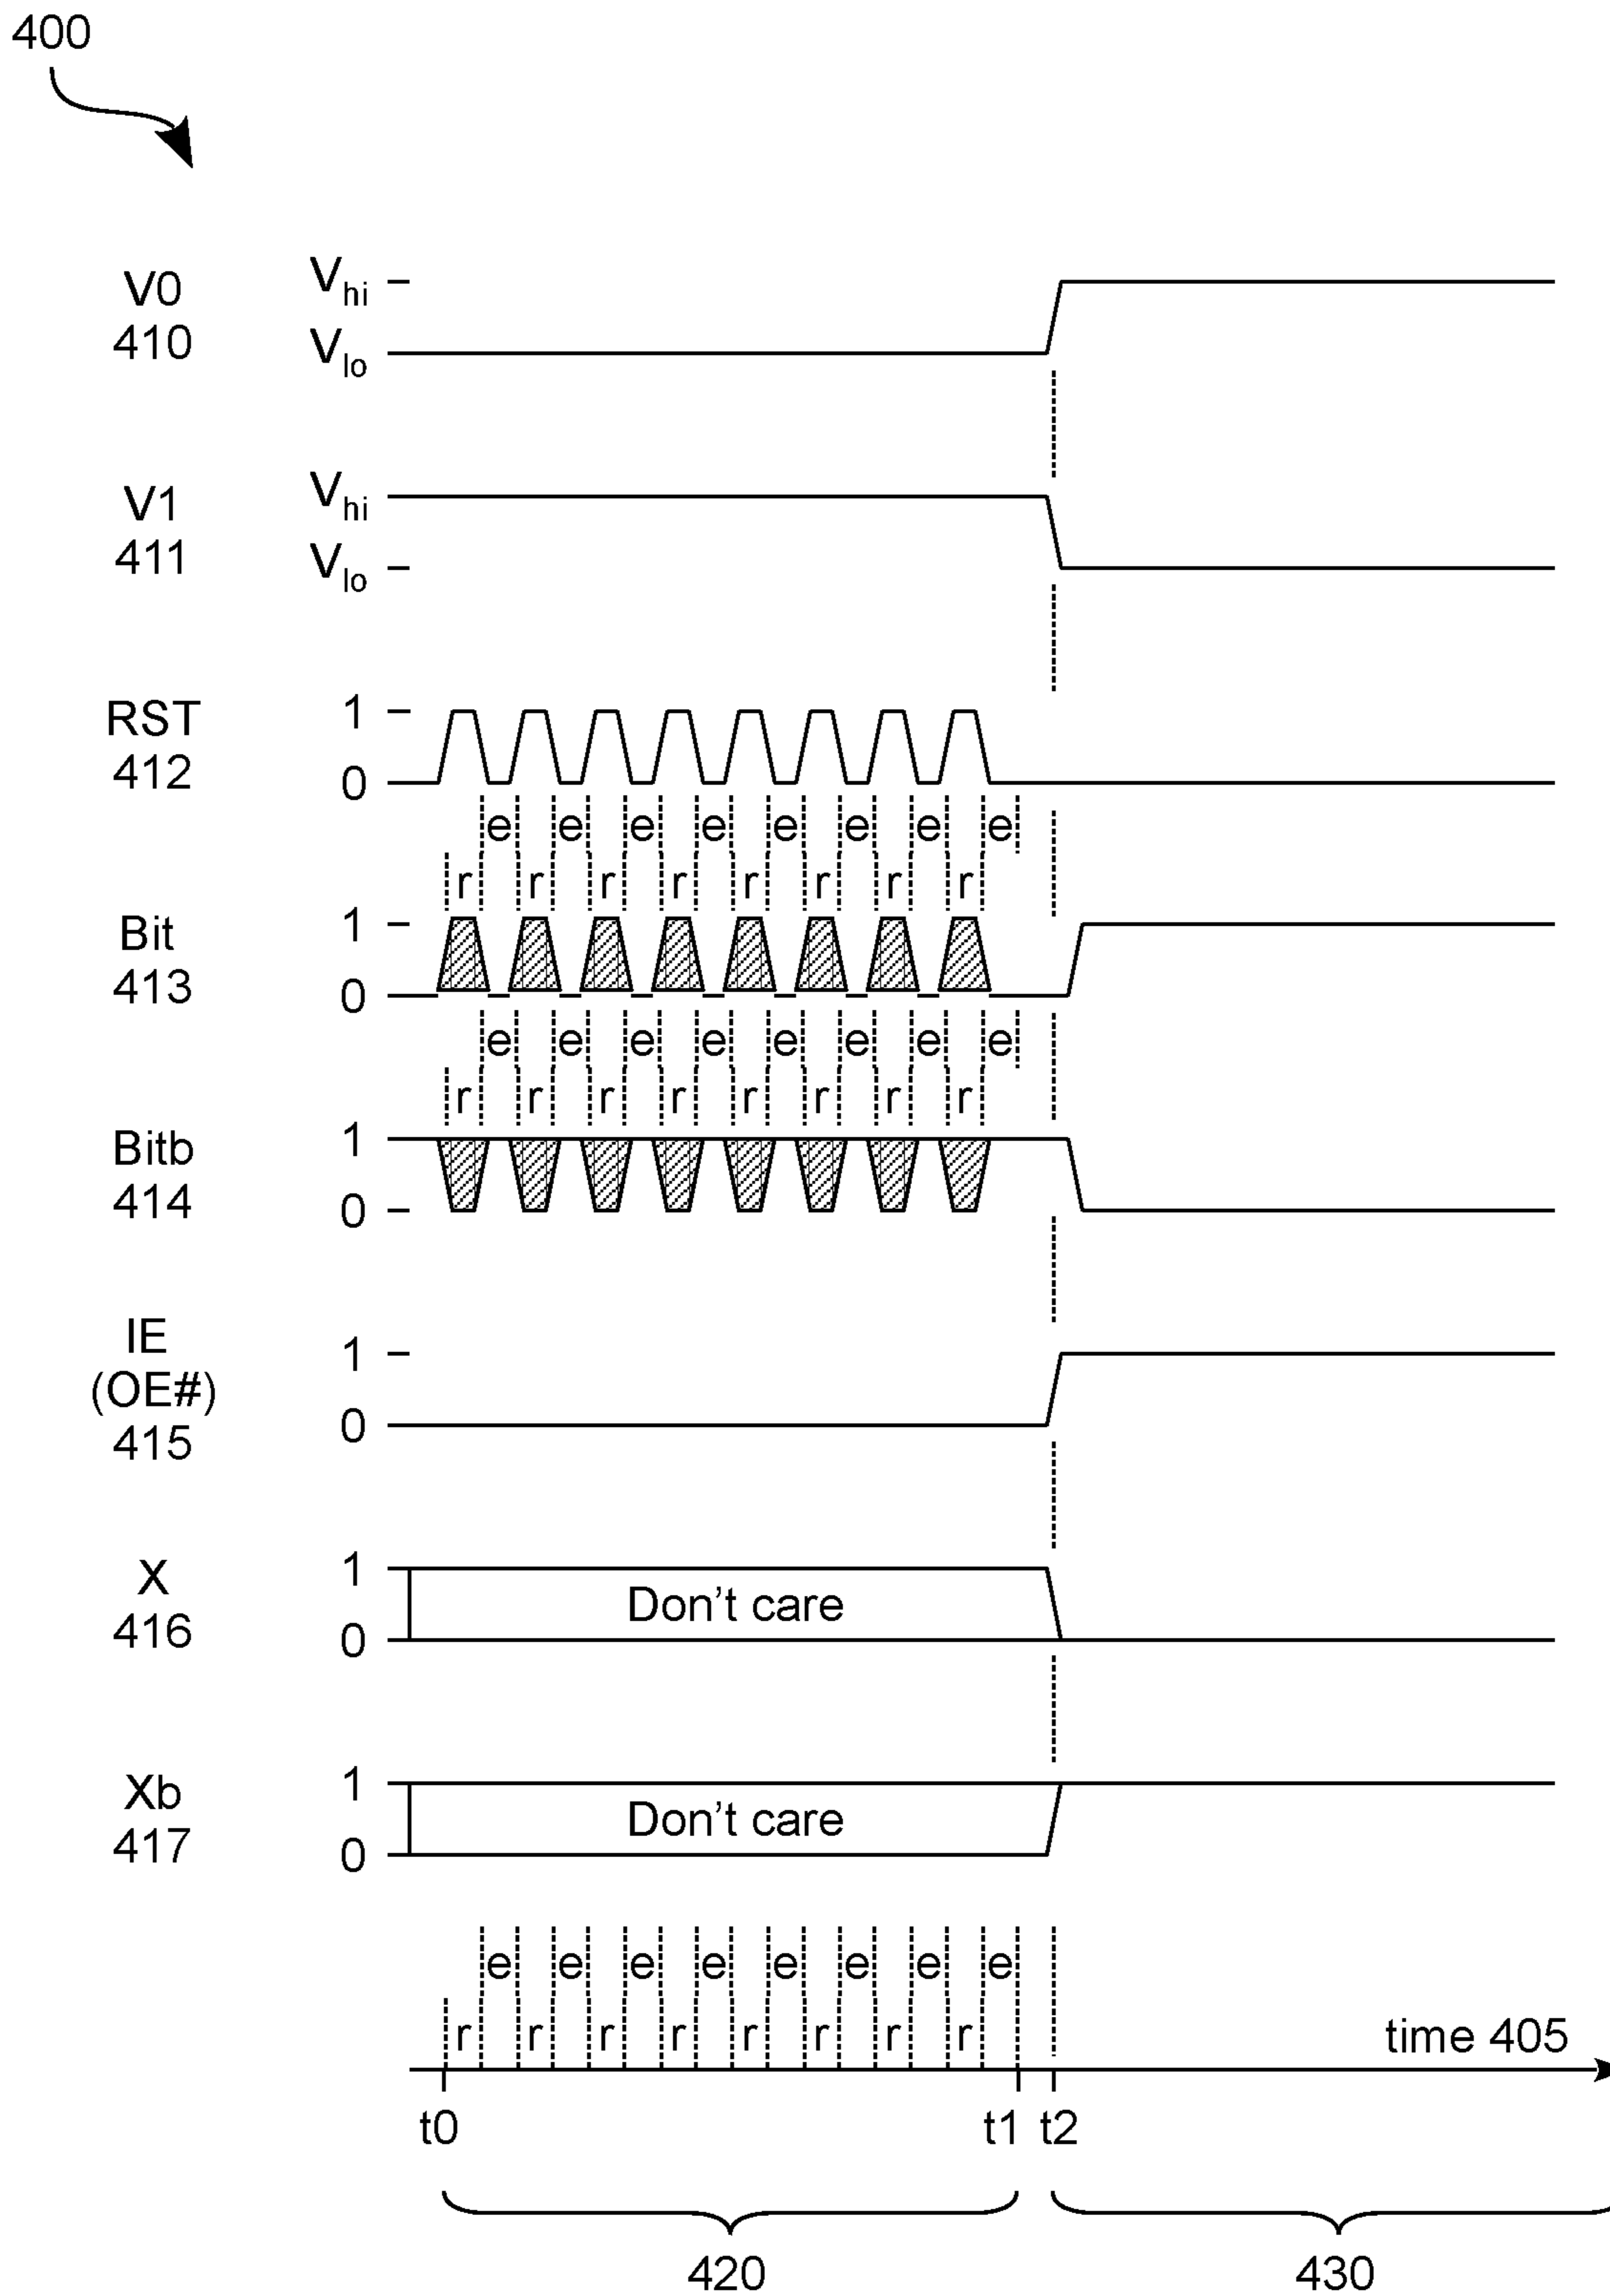 400
V0
410
Vhi
Vlo
V1
411
Vhi
Vlo
RST
412
1
0
e e e e e e e e
r r r r r r r r
Bit
413
1
0
e e e e e e e e
r r r r r r r r
Bitb
414
1
0
IE
(OE#)
415
1
0
X
416
1
0
Don't care
Xb
417
1
0
Don't care
e e e e e e e e
r r r r r r r r
time 405
t0 t1 t2
420 430